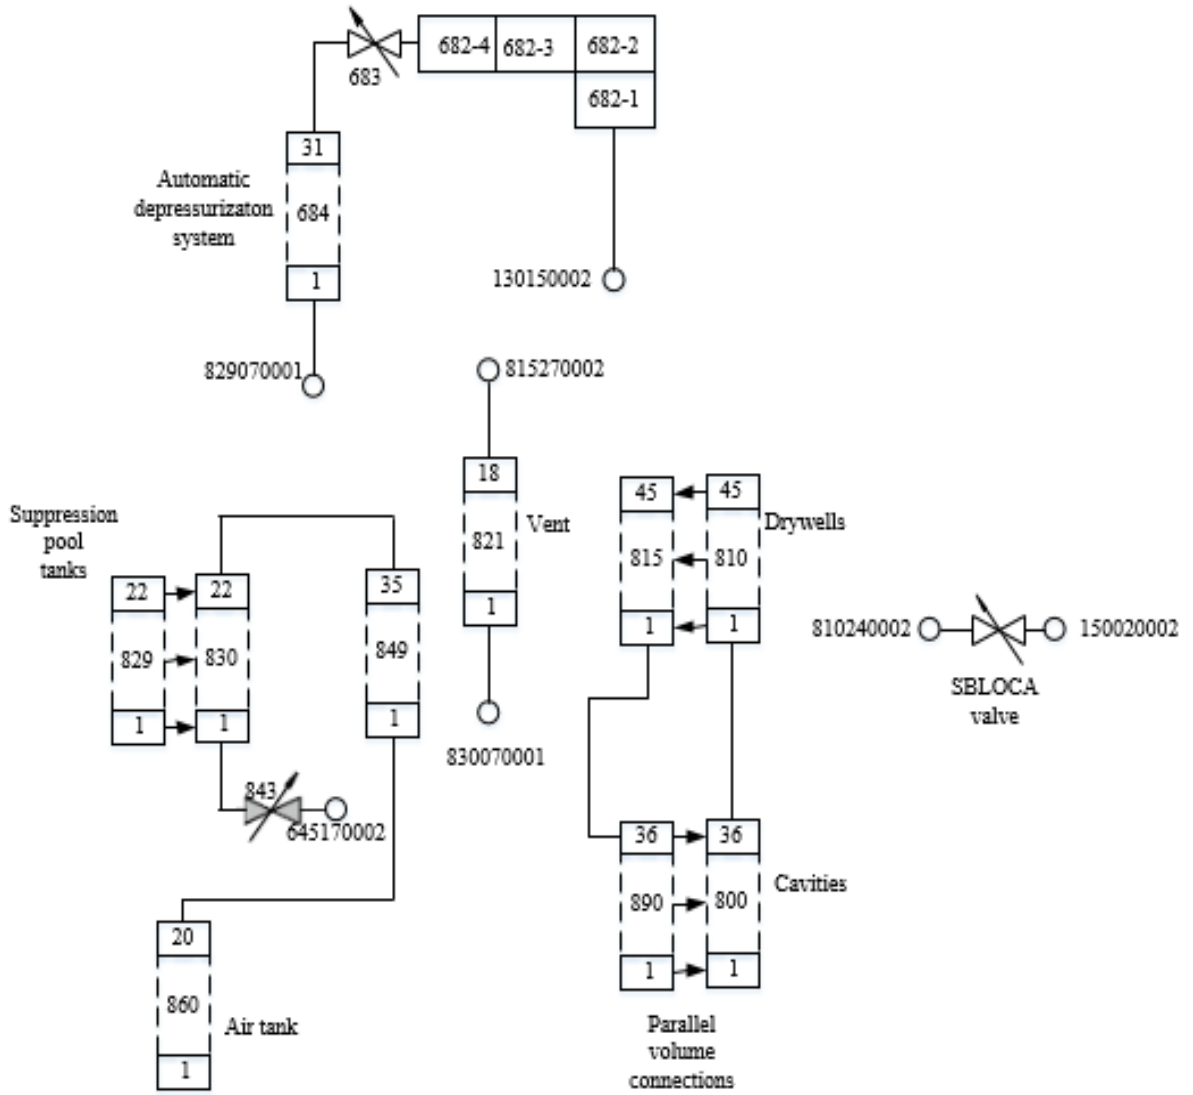 682-4
682-3
682-2
683
682-1
31
Automatic
depressurizaton
system
684
1
130150002
829070001
815270002
18
Vent
821
1
830070001
Suppression
pool
tanks
22
22
35
829
830
849
1
1
1
843
645170002
45
45
Drywells
815
810
1
1
810240002
150020002
SBLOCA
valve
36
36
Cavities
890
800
1
1
Parallel
volume
connections
20
860
Air tank
1